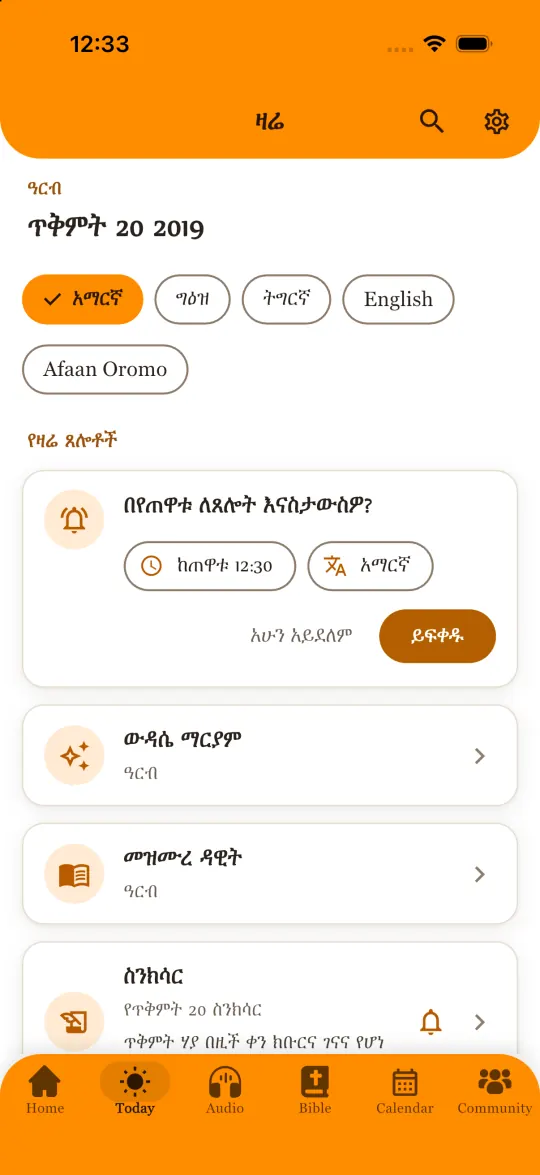 12:33
ዛሬ
ዓርብ
ጥቅምት 20 2019
አማርኛ
ግዕዝ
ትግርኛ
English
Afaan Oromo
የዛሬ ጸሎቶች
በየጠዋቱ ለጸሎት እናስታውስዎ?
ከጠዋቱ 12:30
አማርኛ
አሁን አይደለም
ይፍቀዱ
ውዳሴ ማርያም
ዓርብ
መዝሙረ ዳዊት
ዓርብ
ስንክሳር
የጥቅምት 20 ስንክሳር
ጥቅምት ሃያ በዚች ቀን ክቡርና ገናና የሆነ
Home
Today
Audio
Bible
Calendar
Community